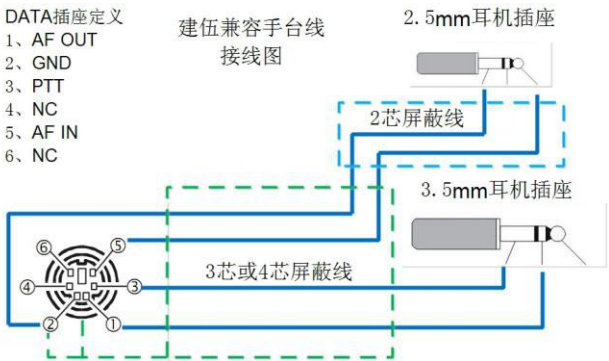 DATA插座定义
1、AF OUT
2、GND
3、PTT
4、NC
5、AF IN
6、NC
建伍兼容手台线
接线图
2.5mm耳机插座
2芯屏蔽线
3.5mm耳机插座
3芯或4芯屏蔽线
⑥
⑤
④
③
②
①